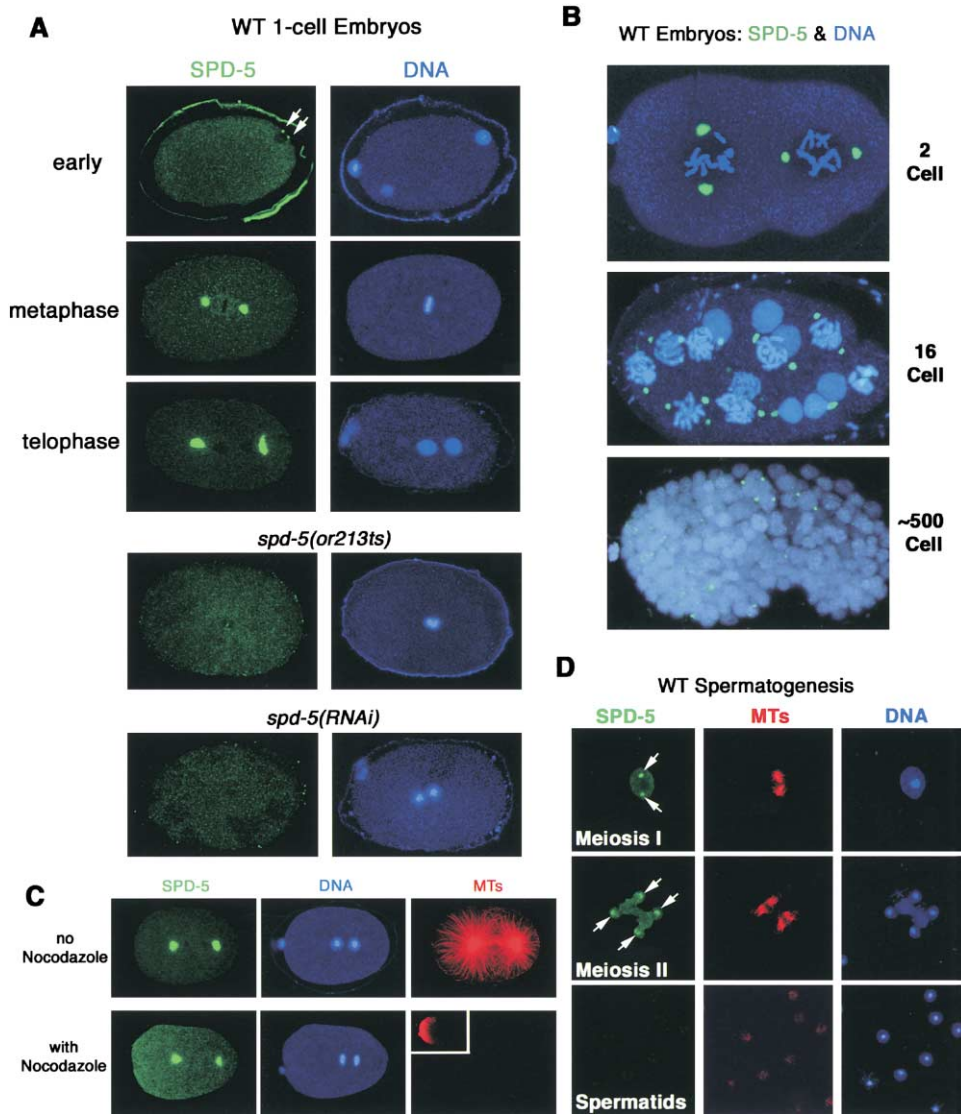 A
WT 1-cell Embryos
SPD-5
DNA
early
metaphase
telophase
spd-5(or213ts)
spd-5(RNAi)
B
WT Embryos: SPD-5 & DNA
2
Cell
16
Cell
~500
Cell
C
SPD-5
DNA
MTs
no
Nocodazole
with
Nocodazole
D
WT Spermatogenesis
SPD-5
MTs
DNA
Meiosis I
Meiosis II
Spermatids